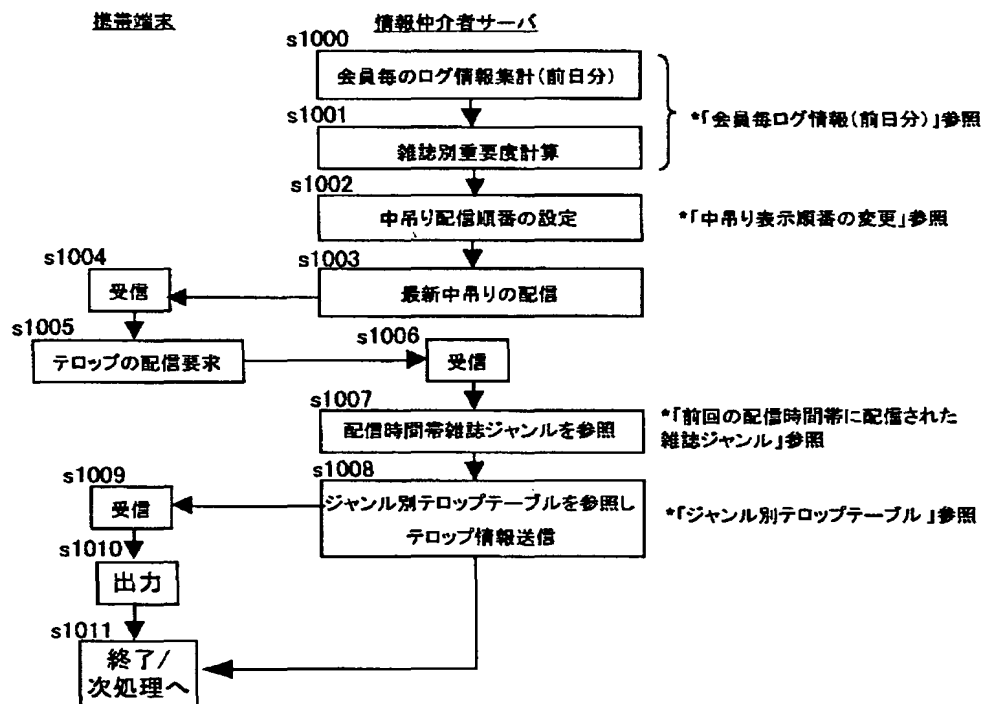 携帯端末
情報仲介者サーバ
s1000
会員毎のログ情報集計(前日分)
s1001
雑誌別重要度計算
*「会員毎ログ情報(前日分)」参照
s1002
中吊り配信順番の設定
*「中吊り表示順番の変更」参照
s1003
最新中吊りの配信
s1004
受信
s1005
テロップの配信要求
s1006
受信
s1007
配信時間帯雑誌ジャンルを参照
*「前回の配信時間帯に配信された
雑誌ジャンル」参照
s1008
ジャンル別テロップテーブルを参照し
テロップ情報送信
*「ジャンル別テロップテーブル 」参照
s1009
受信
s1010
出力
s1011
終了/
次処理へ